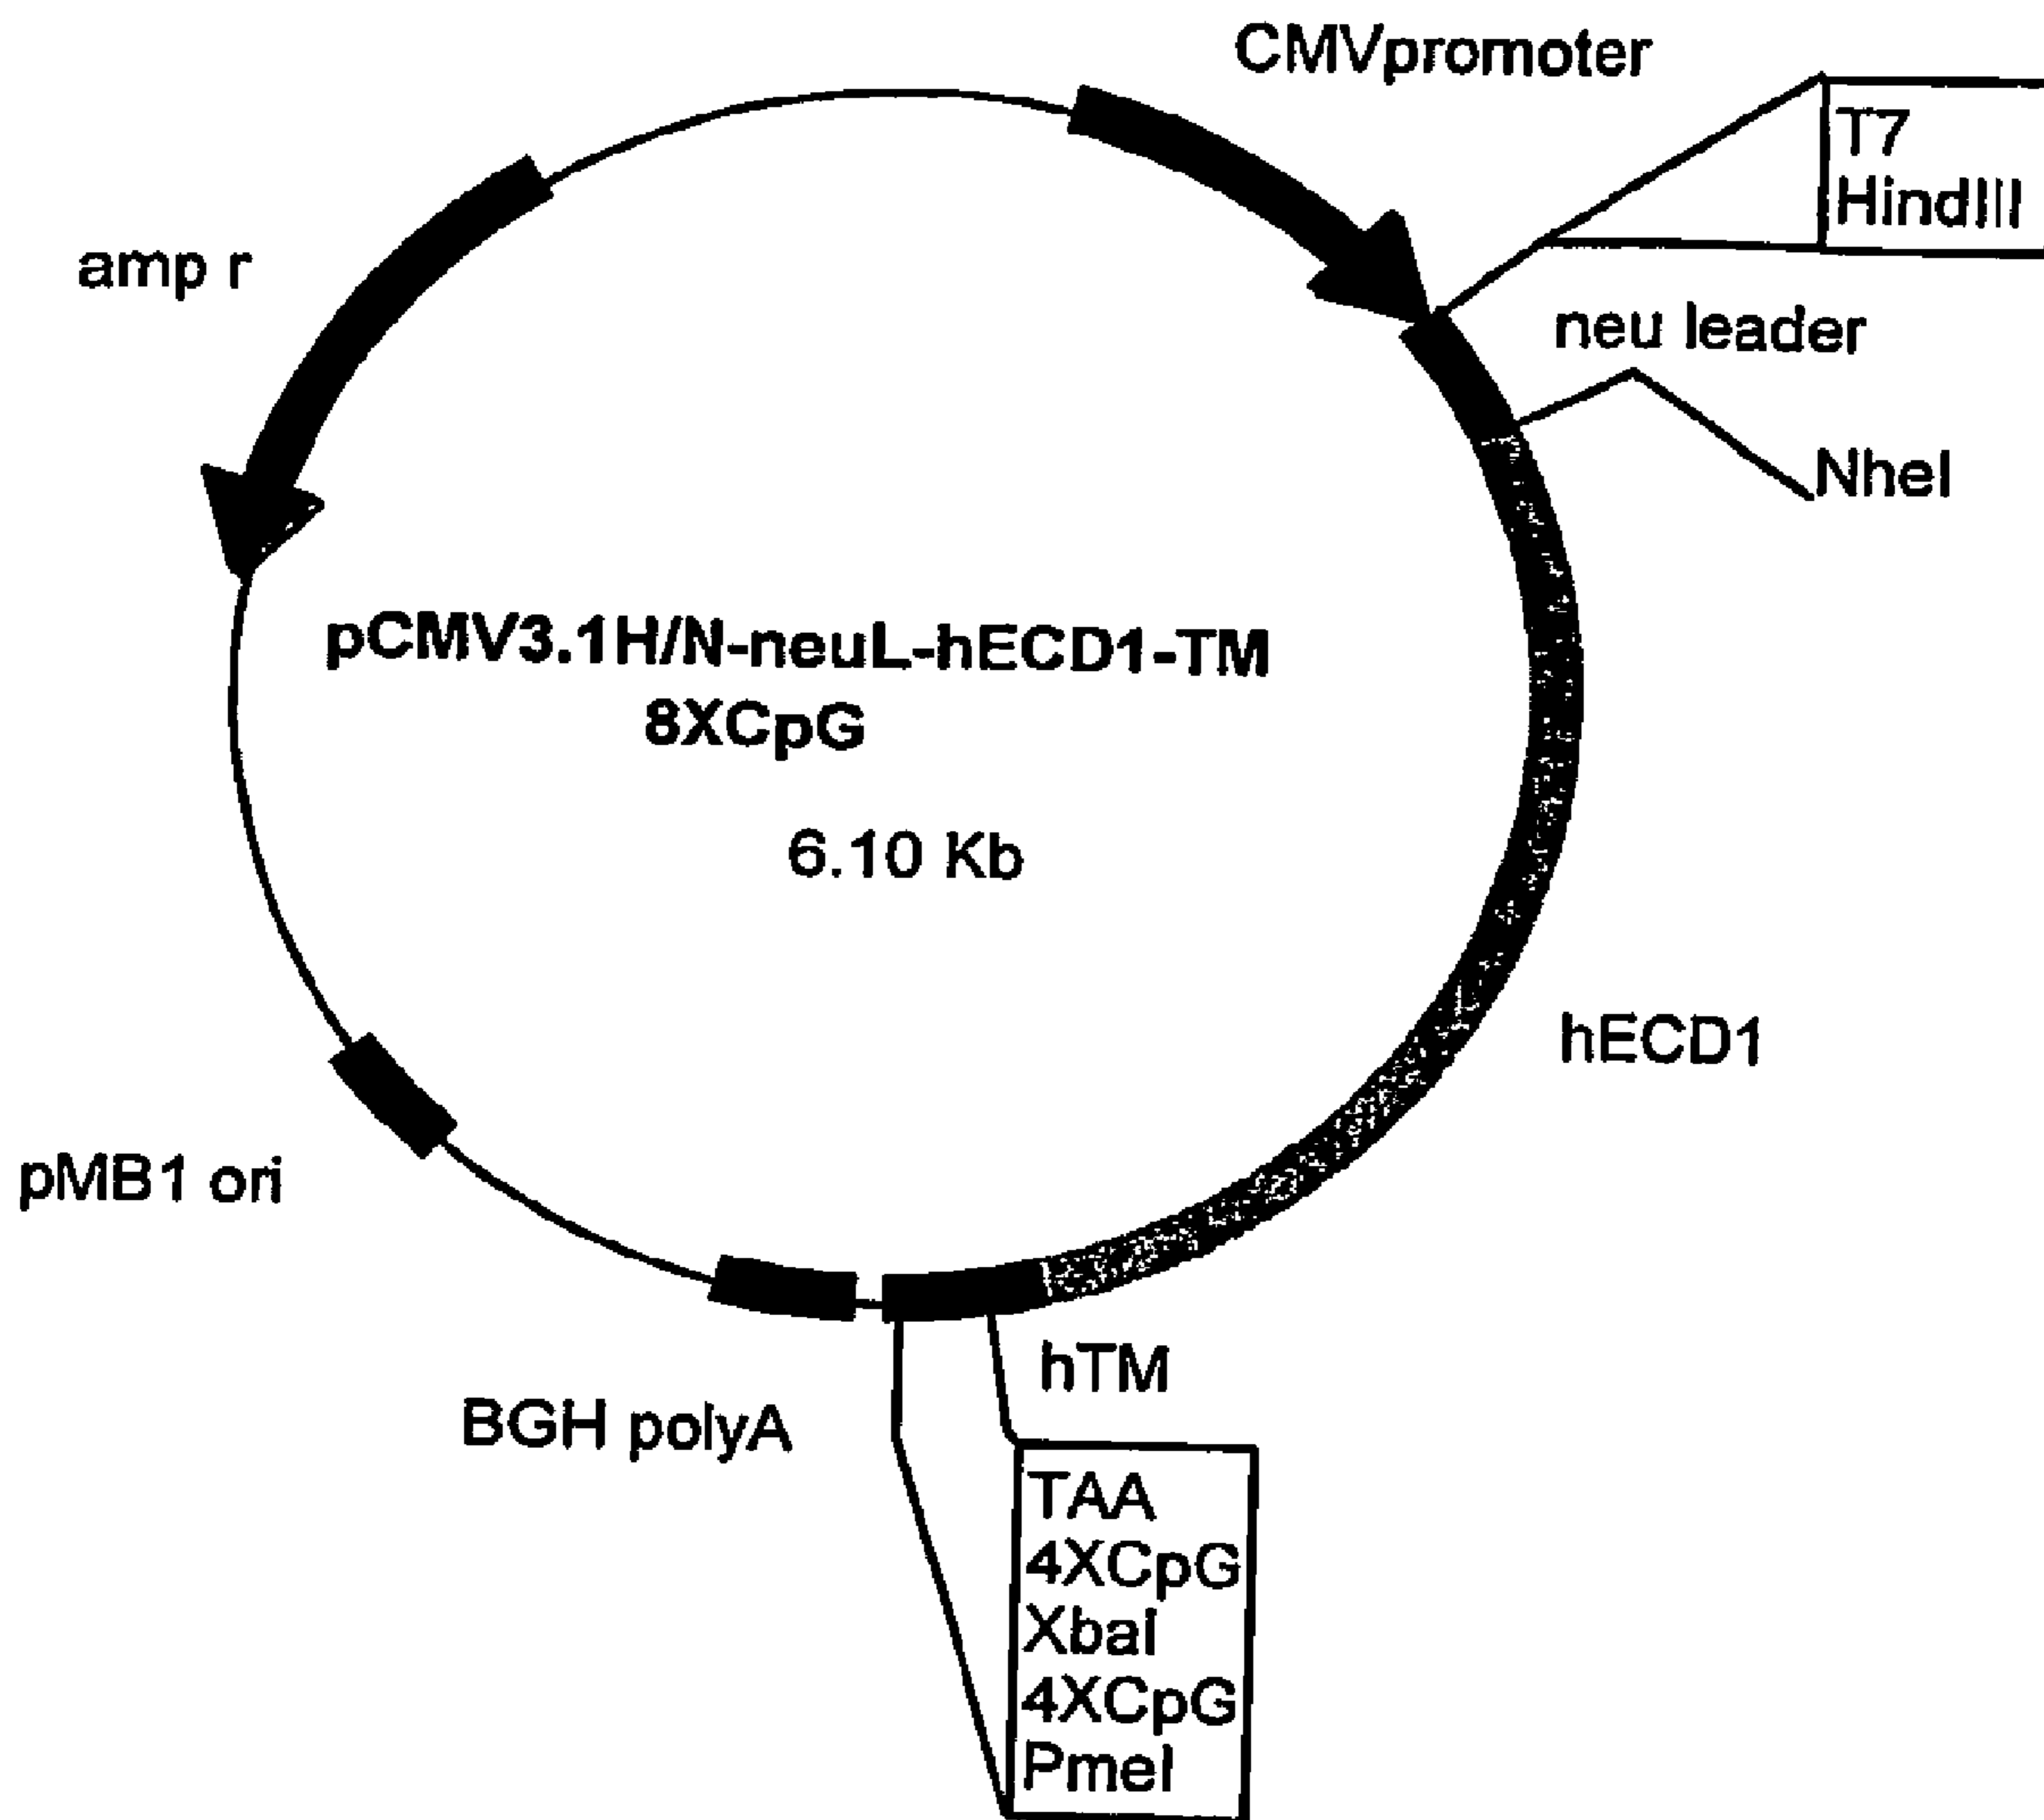 CMVpromoter
T7
HindIII
amp r
neu leader
NheI
pCMV3.1H/N-neuL-hECD1-TM
8XCpG
6.10 Kb
hECD1
pMB1 ori
hTM
BGH polyA
TAA
4XCpG
XbaI
4XCpG
PmeI